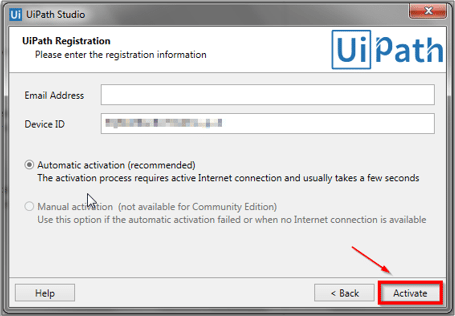 Ui UiPath Studio
UiPath Registration
Please enter the registration information
UiPath
Email Address
Device ID
Automatic activation (recommended)
The activation process requires active Internet connection and usually takes a few seconds
Manual activation (not available for Community Edition)
Use this option if the automatic activation failed or when no Internet connection is available
Help
< Back
Activate